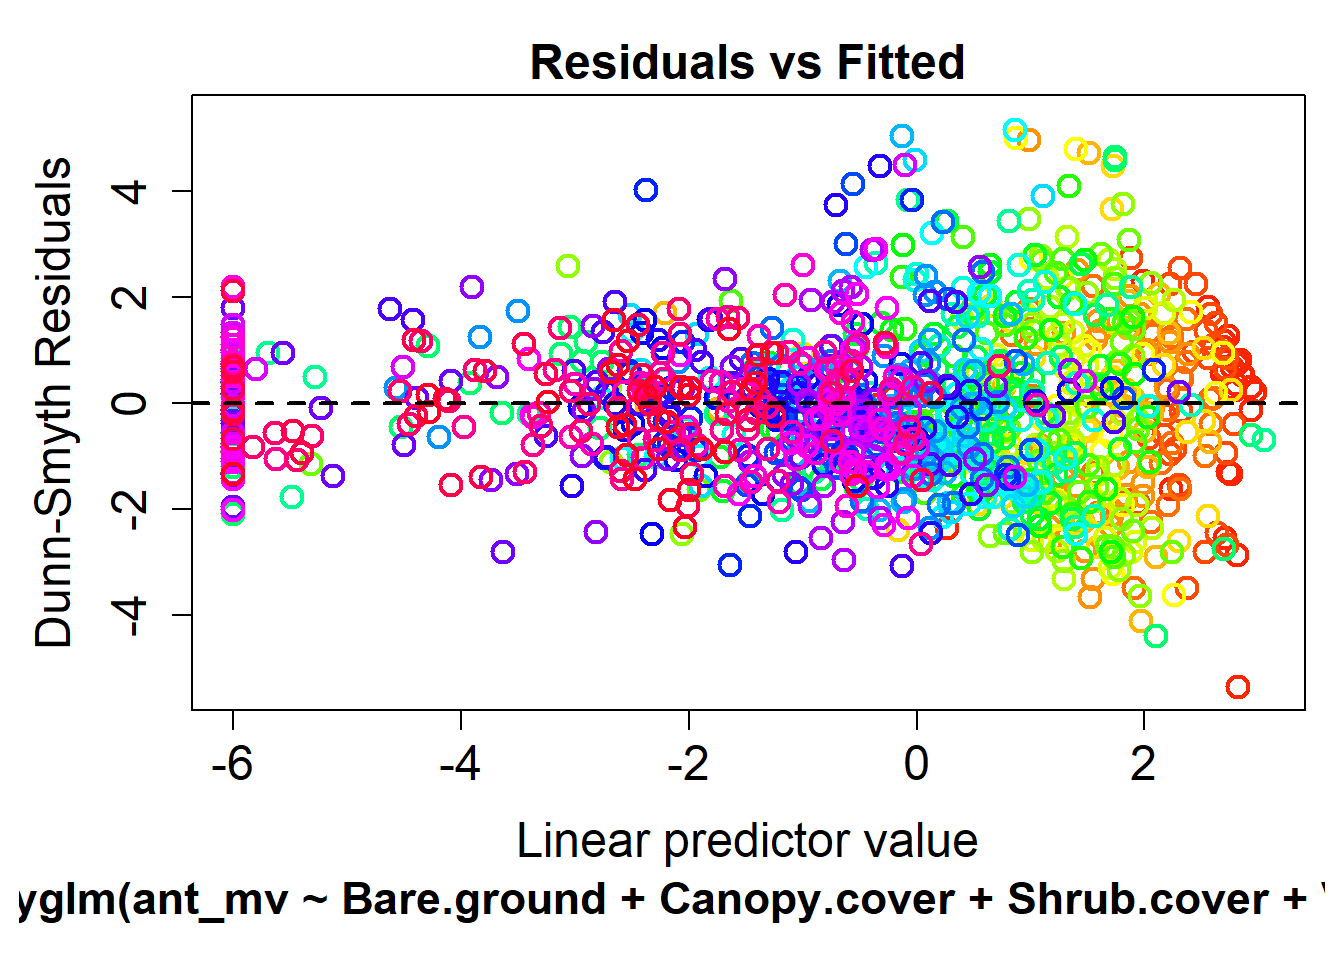 Residuals vs Fitted
Dunn-Smyth Residuals
4
2
0
-2
-4
-6 -4 -2 0 2
Linear predictor value
yglm(ant_mv ~ Bare.ground + Canopy.cover + Shrub.cover +